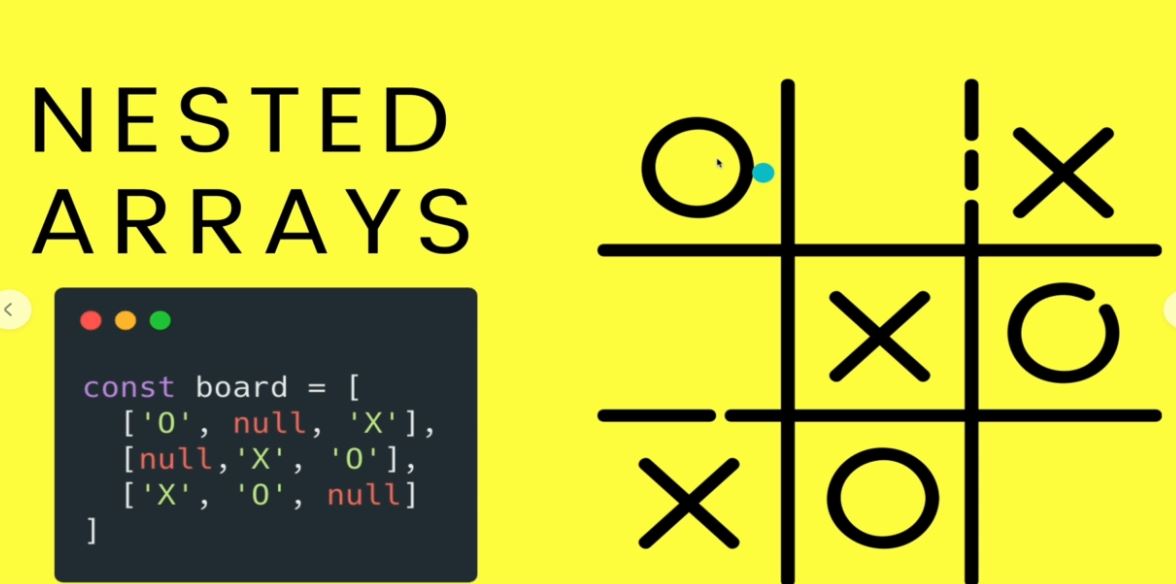 NESTED
ARRAYS
const board = [
  ['O', null, 'X'],
  [null,'X', 'O'],
  ['X', 'O', null]
]